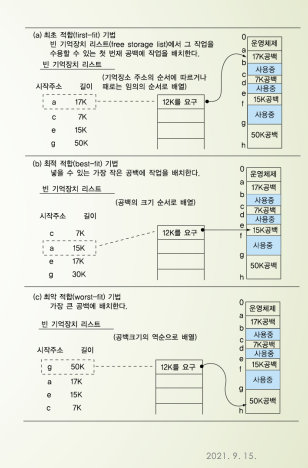 (a) 최초 적합(first-fit) 기법
빈 기억장치 리스트(free storage list)에서 그 작업을
수용할 수 있는 첫 번째 공백에 작업을 배치한다.
빈 기억장치 리스트
(기억장소 주소의 순서에 따르거나
때로는 임의의 순서로 배열)
시작주소 길이
a 17K
c 7K
e 15K
g 50K
12K를 요구
0
운영체제
a
17K공백
b
사용중
c
7K공백
d
사용중
e
15K공백
f
사용중
g
50K공백
h
(b) 최적 적합(best-fit) 기법
넣을 수 있는 가장 작은 공백에 작업을 배치한다.
빈 기억장치 리스트
(공백의 크기 순서로 배열)
시작주소 길이
c 7K
a 15K
e 17K
g 30K
12K를 요구
0
운영체제
a
17K공백
b
사용중
c
7K공백
d
사용중
e
15K공백
f
사용중
g
50K공백
h
(c) 최악 적합(worst-fit) 기법
가장 큰 공백에 배치한다.
빈 기억장치 리스트
(공백크기의 역순으로 배열)
시작주소 길이
g 50K
a 17K
e 15K
c 7K
12K를 요구
0
운영체제
a
17K공백
b
사용중
c
7K공백
d
사용중
e
15K공백
f
사용중
g
50K공백
h
2021. 9. 15.